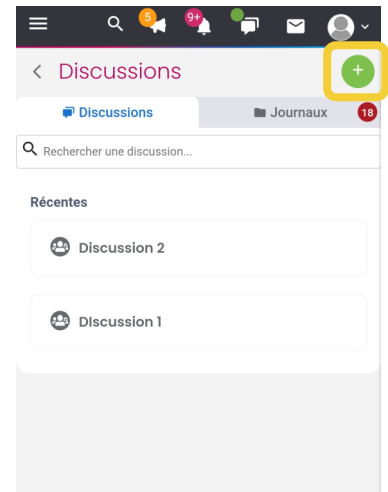 5
9+
Discussions
+
Discussions
Journaux
18
Rechercher une discussion...
Récentes
Discussion 2
DIscussion 1